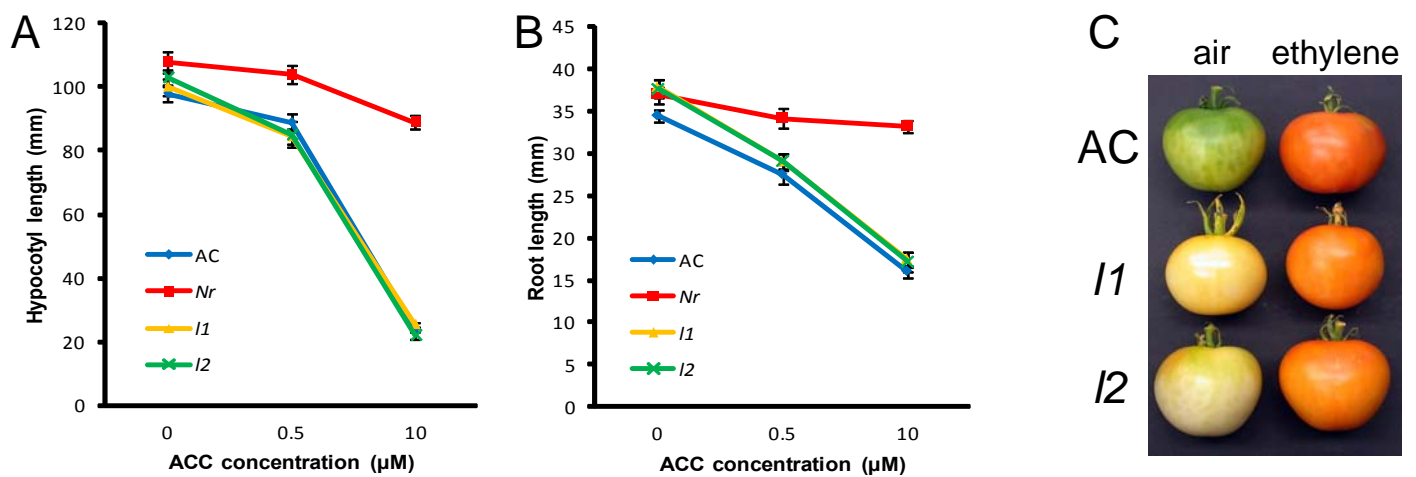 A
Hypocotyl length (mm)
120
100
80
60
40
20
0
AC
Nr
l1
l2
0 0.5 10
ACC concentration (µM)
B
Root length (mm)
45
40
35
30
25
20
15
10
5
0
AC
Nr
l1
l2
0 0.5 10
ACC concentration (µM)
C
air ethylene
AC
l1
l2